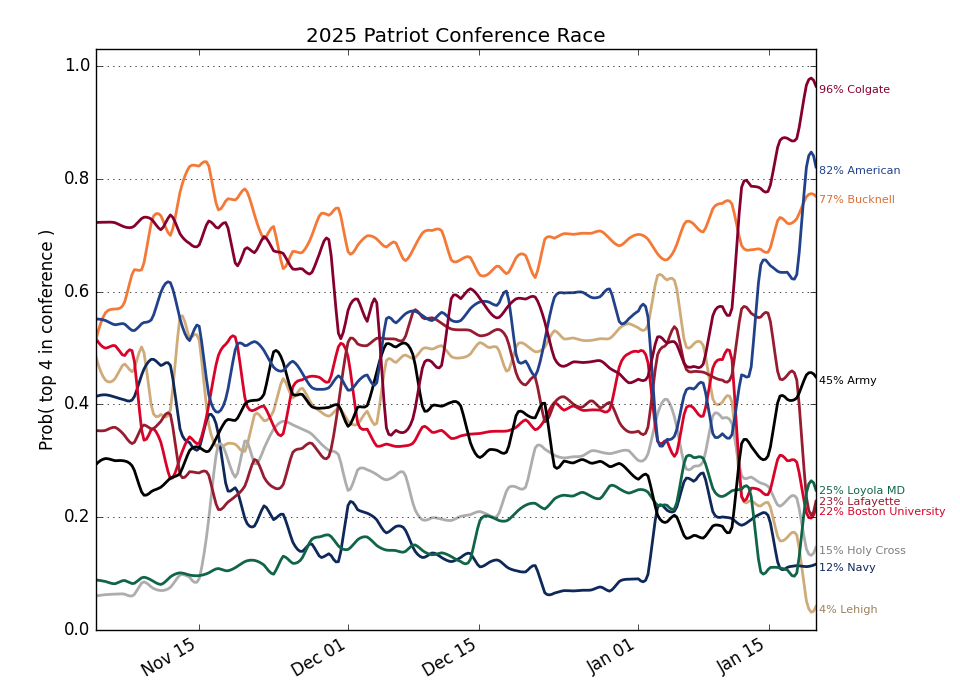 2025 Patriot Conference Race
Prob( top 4 in conference )
1.0
0.8
0.6
0.4
0.2
0.0
Nov 15
Dec 01
Dec 15
Jan 01
Jan 15
96% Colgate
82% American
77% Bucknell
45% Army
25% Loyola MD
23% Lafayette
22% Boston University
15% Holy Cross
12% Navy
4% Lehigh